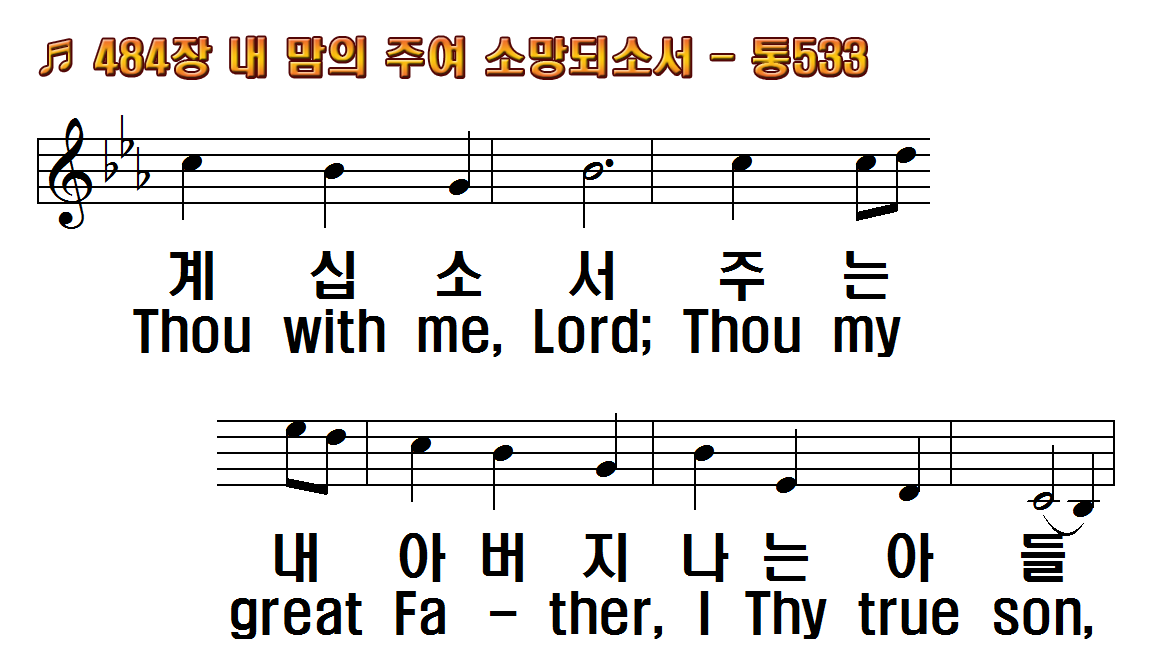 ♬ 484장 내 맘의 주여 소망되소서 - 통533
계 십 소 서 주 는
Thou with me, Lord; Thou my
내 아 버 지 나 는 아 들
great Fa - ther, I Thy true son,